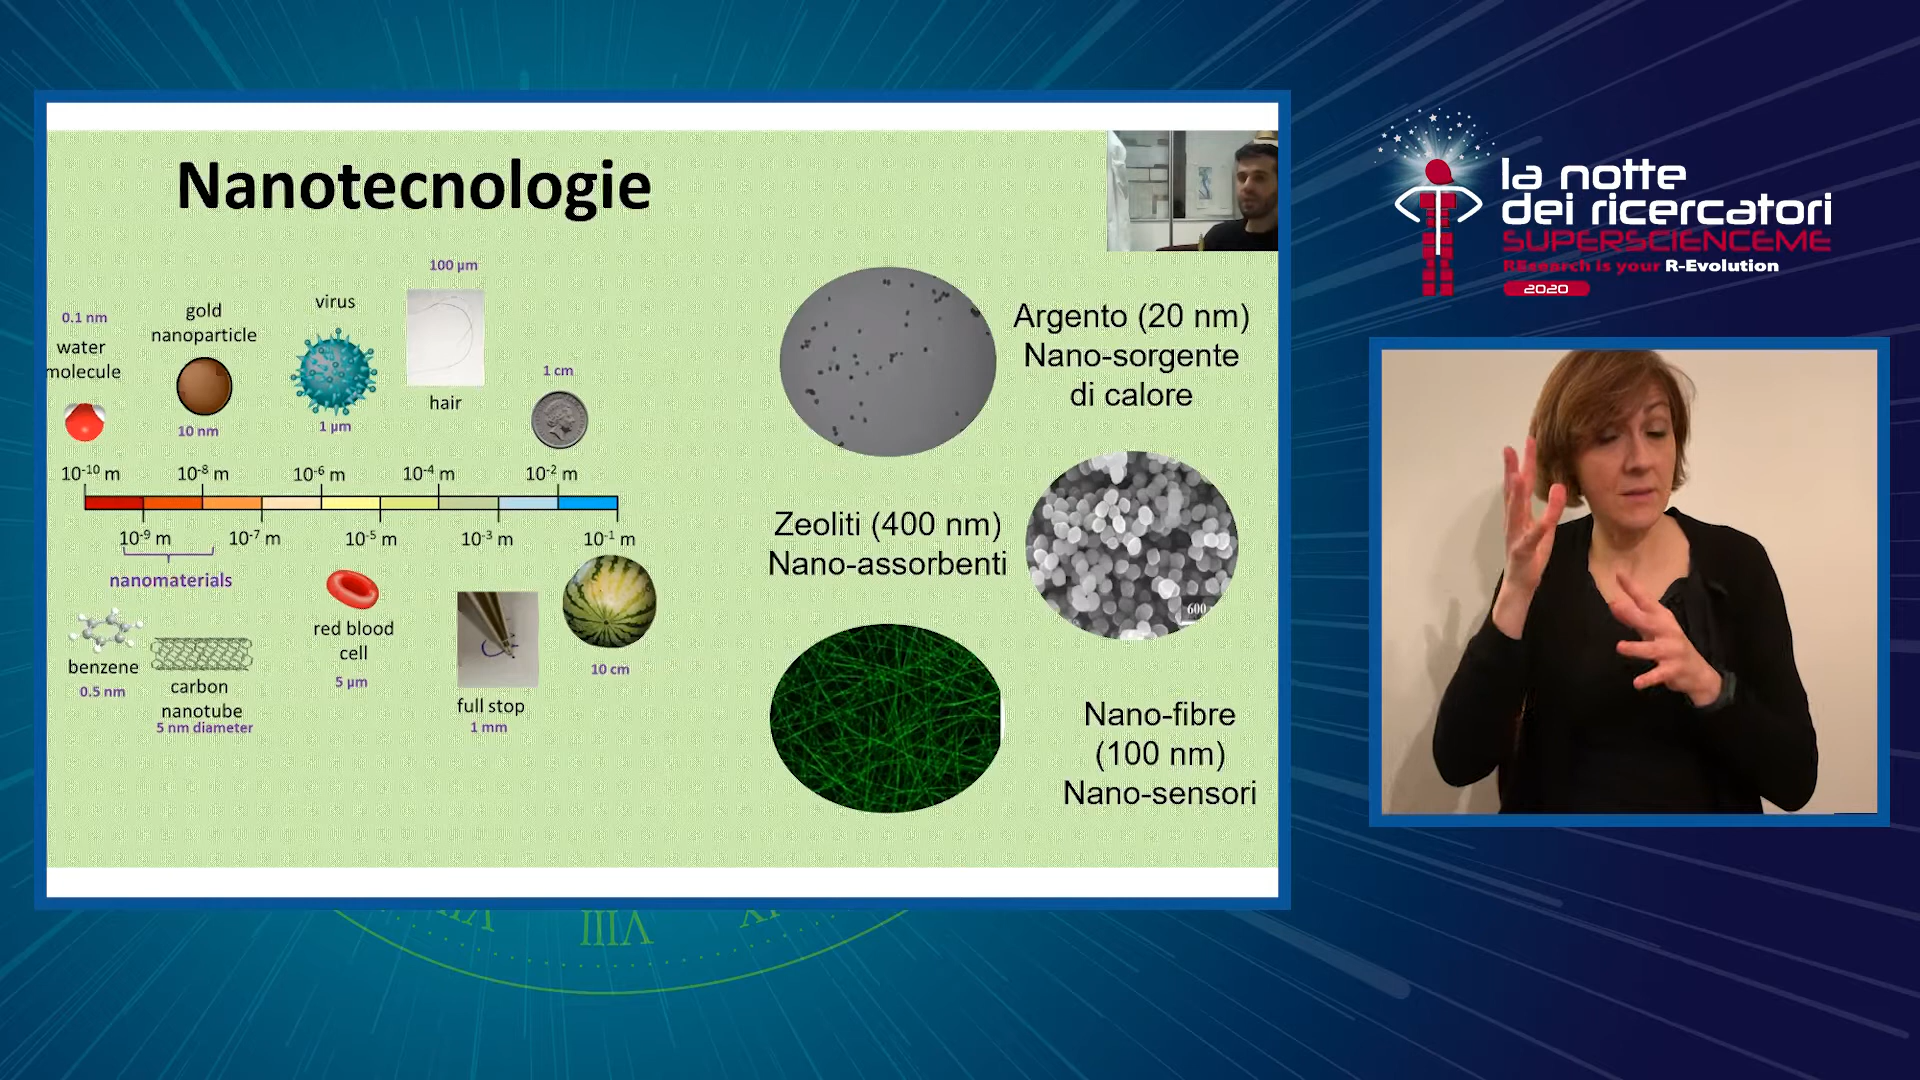 Nanotecnologie
0.1 nm
water
molecule
gold
nanoparticle
10 nm
virus
1 µm
100 µm
hair
1 cm
10⁻¹⁰ m
10⁻⁸ m
10⁻⁶ m
10⁻⁴ m
10⁻² m
10⁻⁹ m
10⁻⁷ m
10⁻⁵ m
10⁻³ m
10⁻¹ m
nanomaterials
benzene
0.5 nm
carbon
nanotube
5 nm diameter
red blood
cell
5 µm
full stop
1 mm
10 cm
Argento (20 nm)
Nano-sorgente
di calore
Zeoliti (400 nm)
Nano-assorbenti
600
Nano-fibre
(100 nm)
Nano-sensori
la notte
dei ricercatori
SUPERSCIENCEME
REsearch is your R-Evolution
2020
VIII